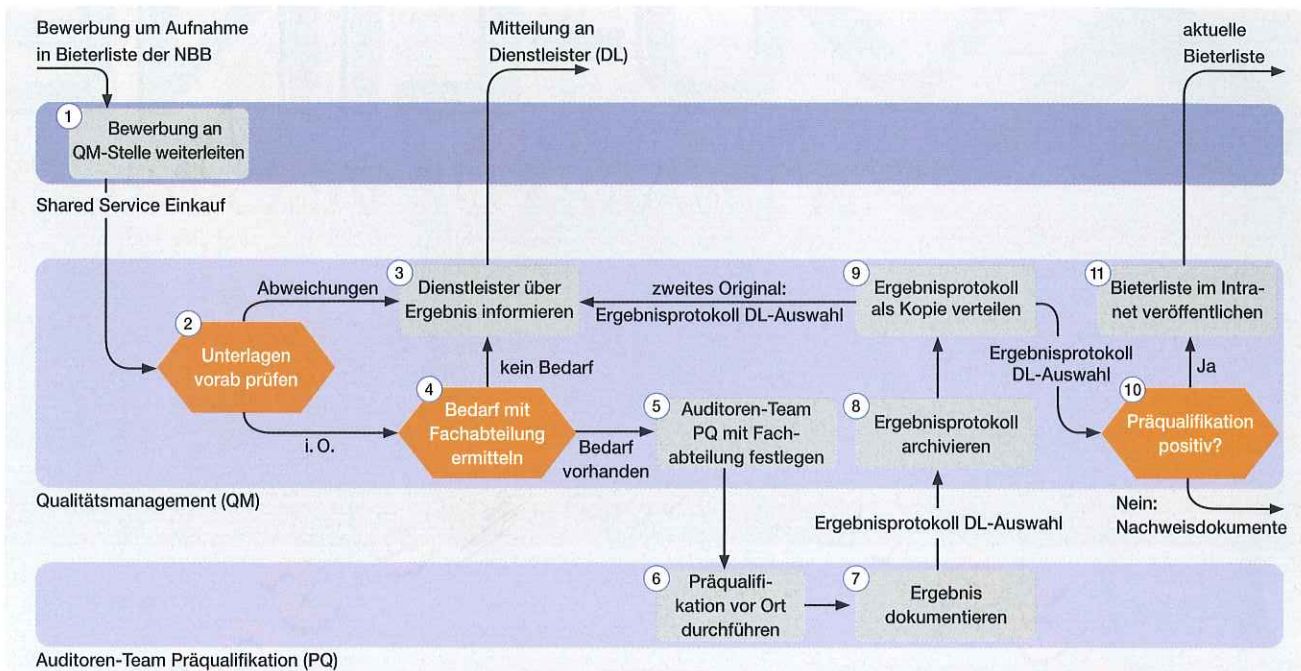 Bewerbung um Aufnahme
in Bieterliste der NBB
Mitteilung an
Dienstleister (DL)
aktuelle
Bieterliste
1
Bewerbung an
QM-Stelle weiterleiten
Shared Service Einkauf
Abweichungen
3
Dienstleister über
Ergebnis informieren
zweites Original:
Ergebnisprotokoll DL-Auswahl
9
Ergebnisprotokoll
als Kopie verteilen
11
Bieterliste im Intra-
net veröffentlichen
2
Unterlagen
vorab prüfen
kein Bedarf
Ergebnisprotokoll
DL-Auswahl
Ja
i. O.
4
Bedarf mit
Fachabteilung
ermitteln
Bedarf
vorhanden
5
Auditoren-Team
PQ mit Fach-
abteilung festlegen
8
Ergebnisprotokoll
archivieren
10
Präqualifikation
positiv?
Qualitätsmanagement (QM)
Nein:
Nachweisdokumente
Ergebnisprotokoll DL-Auswahl
6
Präqualifi-
kation vor Ort
durchführen
7
Ergebnis
dokumentieren
Auditoren-Team Präqualifikation (PQ)